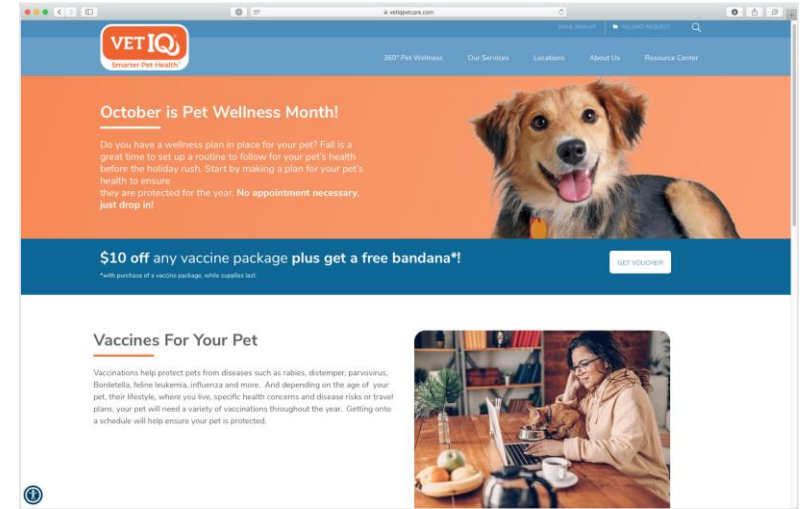 vetiqpetcare.com
EMAIL SIGN UP
RECORD REQUEST
VET IQ
Smarter Pet Health
360° Pet Wellness
Our Services
Locations
About Us
Resource Center
October is Pet Wellness Month!
Do you have a wellness plan in place for your pet? Fall is a
great time to set up a routine to follow for your pet's health
before the holiday rush. Start by making a plan for your pet's
health to ensure
they are protected for the year. No appointment necessary,
just drop in!
$10 off any vaccine package plus get a free bandana*!
*with purchase of a vaccine package, while supplies last.
GET VOUCHER
Vaccines For Your Pet
Vaccinations help protect pets from diseases such as rabies, distemper, parvovirus,
Bordetella, feline leukemia, influenza and more. And depending on the age of your
pet, their lifestyle, where you live, specific health concerns and disease risks or travel
plans, your pet will need a variety of vaccinations throughout the year. Getting onto
a schedule will help ensure your pet is protected.